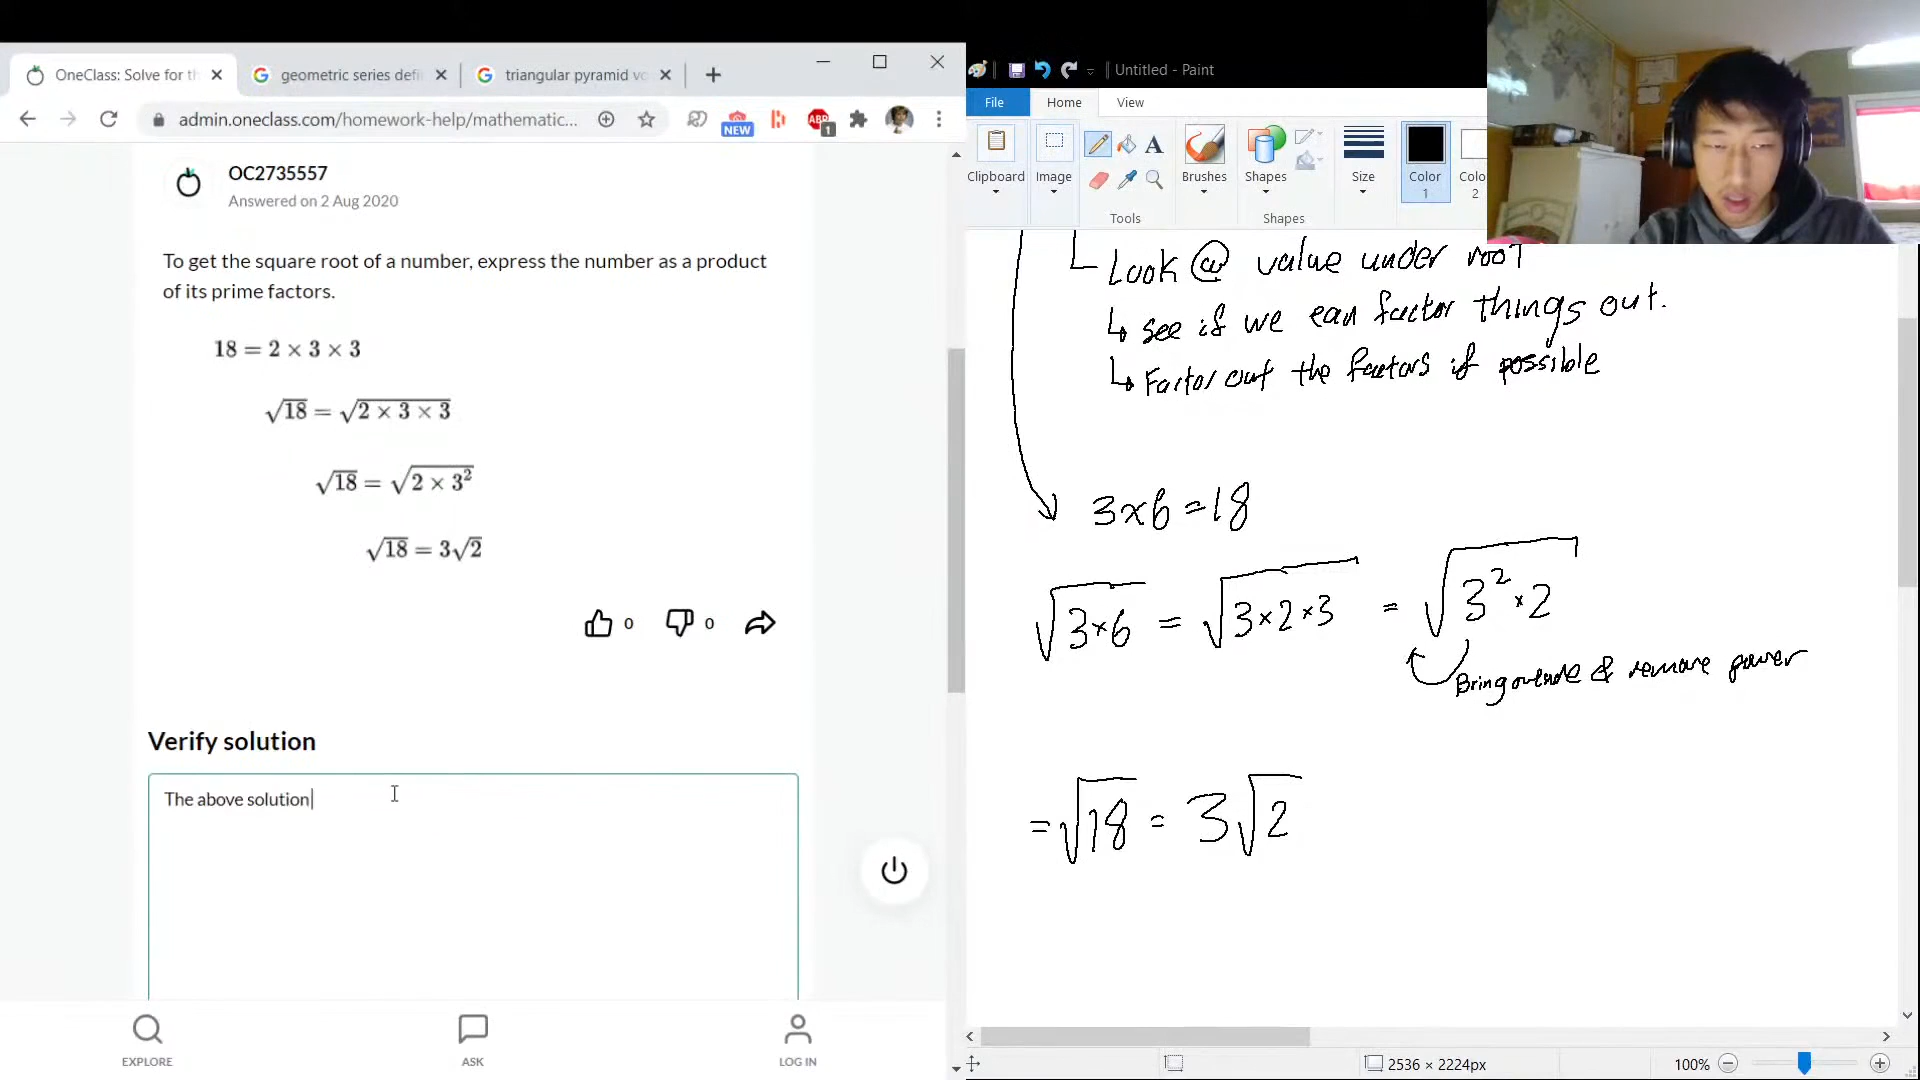 OneClass: Solve for th
geometric series defi
triangular pyramid vo
admin.oneclass.com/homework-help/mathematic...
NEW
ABP
1
OC2735557
Answered on 2 Aug 2020
To get the square root of a number, express the number as a product
of its prime factors.
18 = 2 × 3 × 3
√18 = √2 × 3 × 3
√18 = √2 × 3²
√18 = 3√2
0
0
Verify solution
The above solution
EXPLORE
ASK
LOG IN
Untitled - Paint
File
Home
View
Clipboard
Image
Tools
Brushes
Shapes
Shapes
Size
Color
1
Colo
2
Look @ value under root
↳ see if we can factor things out.
↳ Factor out the factors if possible
3×6=18
√3×6 = √3×2×3 = √3²×2
Bring outside & remove power
= √18 = 3√2
2536 × 2224px
100%